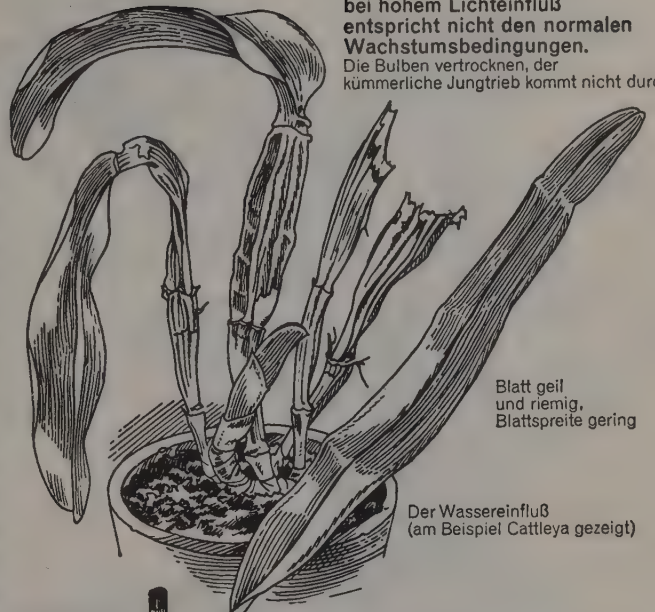 bei hohem Lichteinfluß
entspricht nicht den normalen
Wachstumsbedingungen.
Die Bulben vertrocknen, der
kümmerliche Jungtrieb kommt nicht
Blatt geil
und riemig,
Blattspreite gering
Der Wassereinfluß
(am Beispiel Cattleya gezeigt)